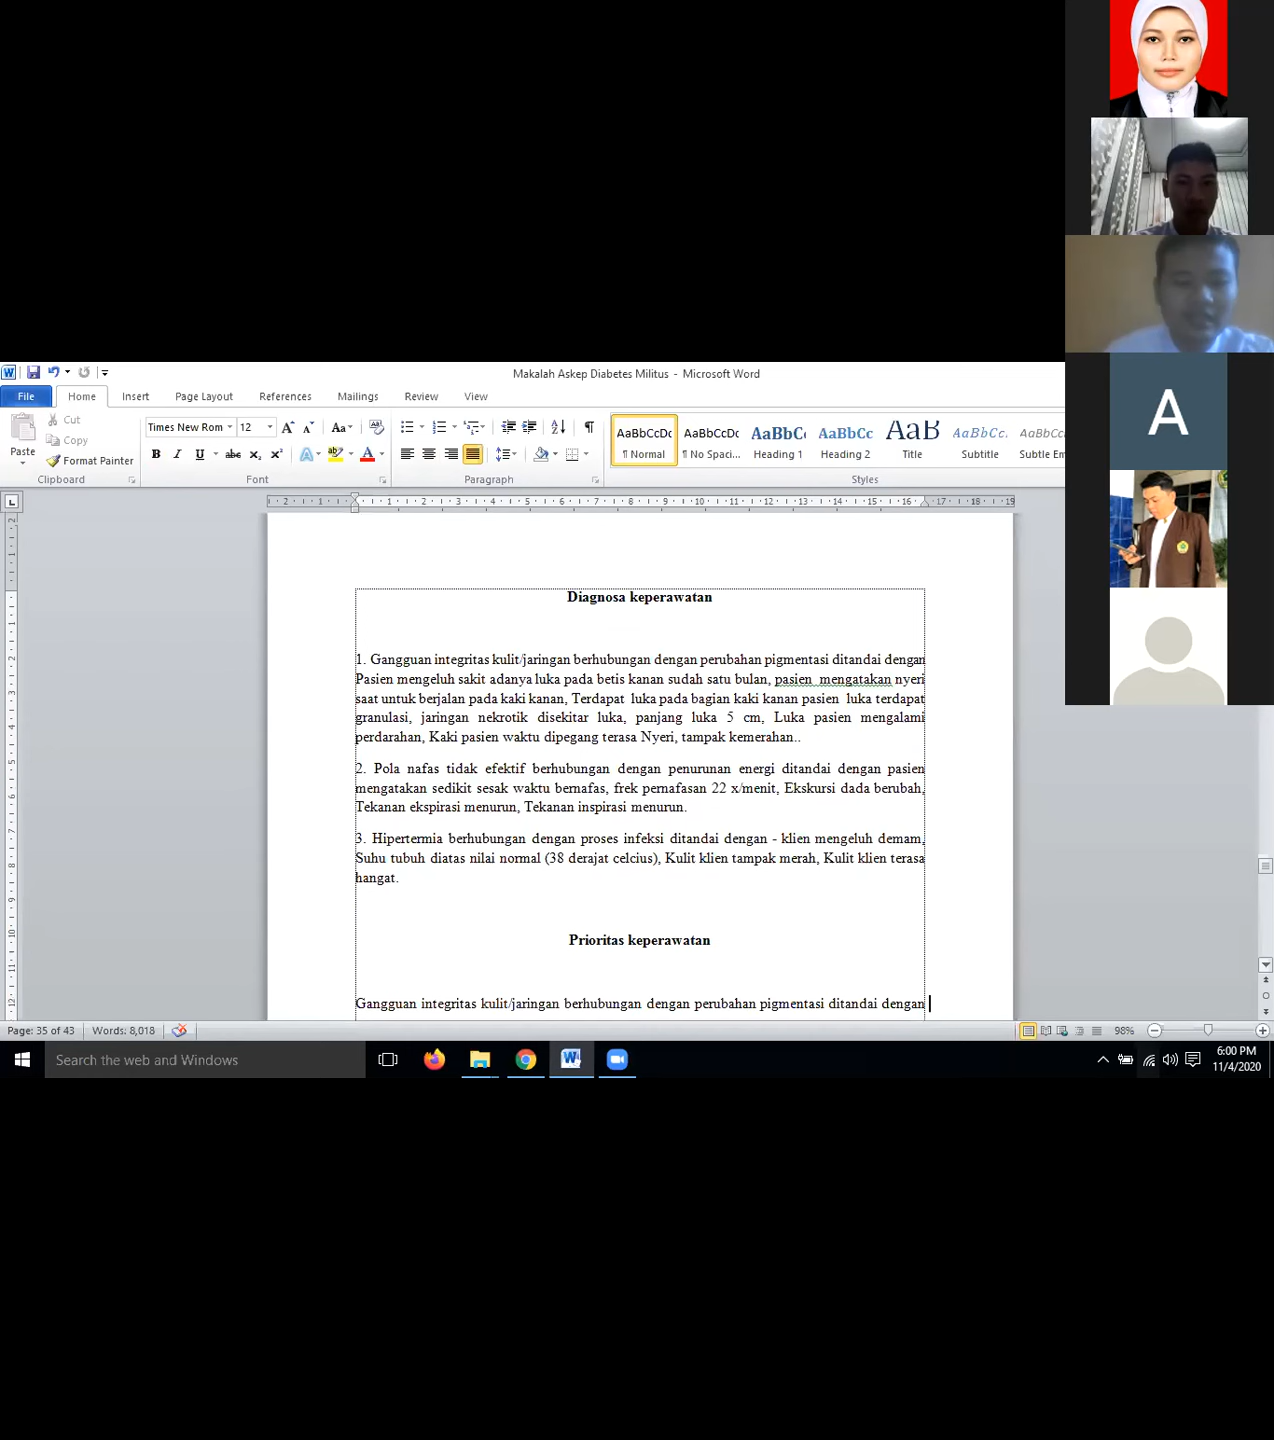 Makalah Askep Diabetes Militus - Microsoft Word
File Home Insert Page Layout References Mailings Review View
Cut
Copy
Paste
Format Painter
Clipboard
Times New Rom 12
Font
Paragraph
AaBbCcDc AaBbCcDc AaBbC AaBbCc AaB AaBbCc. AaBbCc
¶ Normal ¶ No Spaci... Heading 1 Heading 2 Title Subtitle Subtle Em
Styles
Diagnosa keperawatan
1. Gangguan integritas kulit/jaringan berhubungan dengan perubahan pigmentasi ditandai dengan
Pasien mengeluh sakit adanya luka pada betis kanan sudah satu bulan, pasien mengatakan nyeri
saat untuk berjalan pada kaki kanan, Terdapat luka pada bagian kaki kanan pasien luka terdapat
granulasi, jaringan nekrotik disekitar luka, panjang luka 5 cm, Luka pasien mengalami
perdarahan, Kaki pasien waktu dipegang terasa Nyeri, tampak kemerahan..
2. Pola nafas tidak efektif berhubungan dengan penurunan energi ditandai dengan pasien
mengatakan sedikit sesak waktu bernafas, frek pernafasan 22 x/menit, Ekskursi dada berubah,
Tekanan ekspirasi menurun, Tekanan inspirasi menurun.
3. Hipertermia berhubungan dengan proses infeksi ditandai dengan - klien mengeluh demam,
Suhu tubuh diatas nilai normal (38 derajat celcius), Kulit klien tampak merah, Kulit klien terasa
hangat.
Prioritas keperawatan
Gangguan integritas kulit/jaringan berhubungan dengan perubahan pigmentasi ditandai dengan
Page: 35 of 43 Words: 8,018
98%
Search the web and Windows
6:00 PM
11/4/2020
A